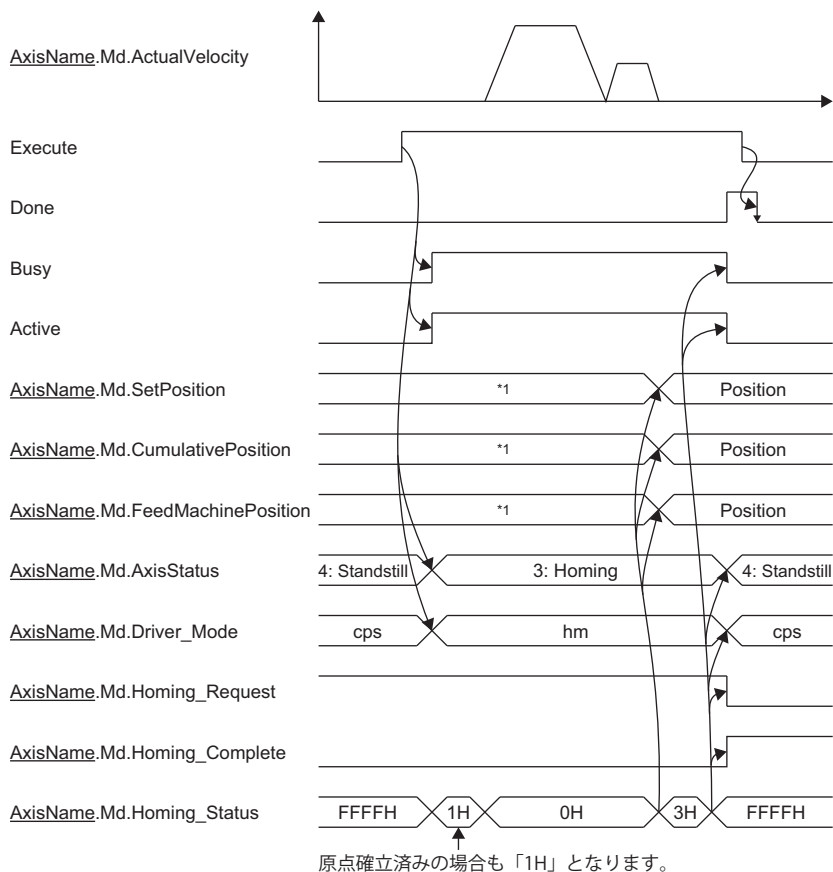 AxisName.Md.ActualVelocity
Execute
Done
Busy
Active
AxisName.Md.SetPosition *1 Position
AxisName.Md.CumulativePosition *1 Position
AxisName.Md.FeedMachinePosition *1 Position
AxisName.Md.AxisStatus 4: Standstill 3: Homing 4: Standstill
AxisName.Md.Driver_Mode cps hm cps
AxisName.Md.Homing_Request
AxisName.Md.Homing_Complete
AxisName.Md.Homing_Status FFFFH 1H 0H 3H FFFFH
原点確立済みの場合も「1H」となります。